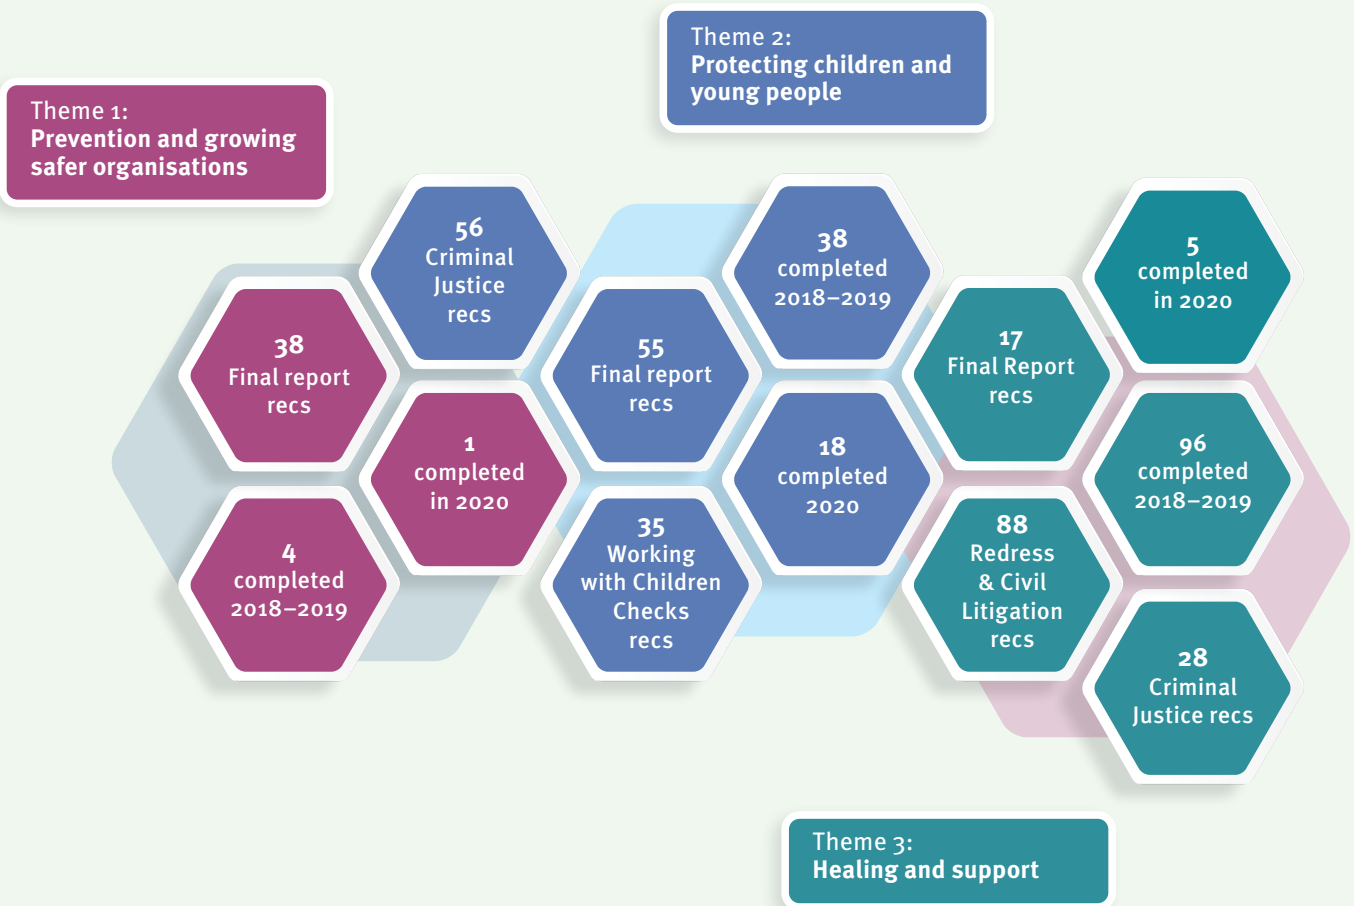 Theme 1:
Prevention and growing
safer organisations
Theme 2:
Protecting children and
young people
38
Final report
recs
4
completed
2018–2019
1
completed
in 2020
56
Criminal
Justice
recs
55
Final report
recs
35
Working
with Children
Checks
recs
38
completed
2018–2019
18
completed
2020
17
Final Report
recs
88
Redress
& Civil
Litigation
recs
5
completed
in 2020
96
completed
2018–2019
28
Criminal
Justice recs
Theme 3:
Healing and support